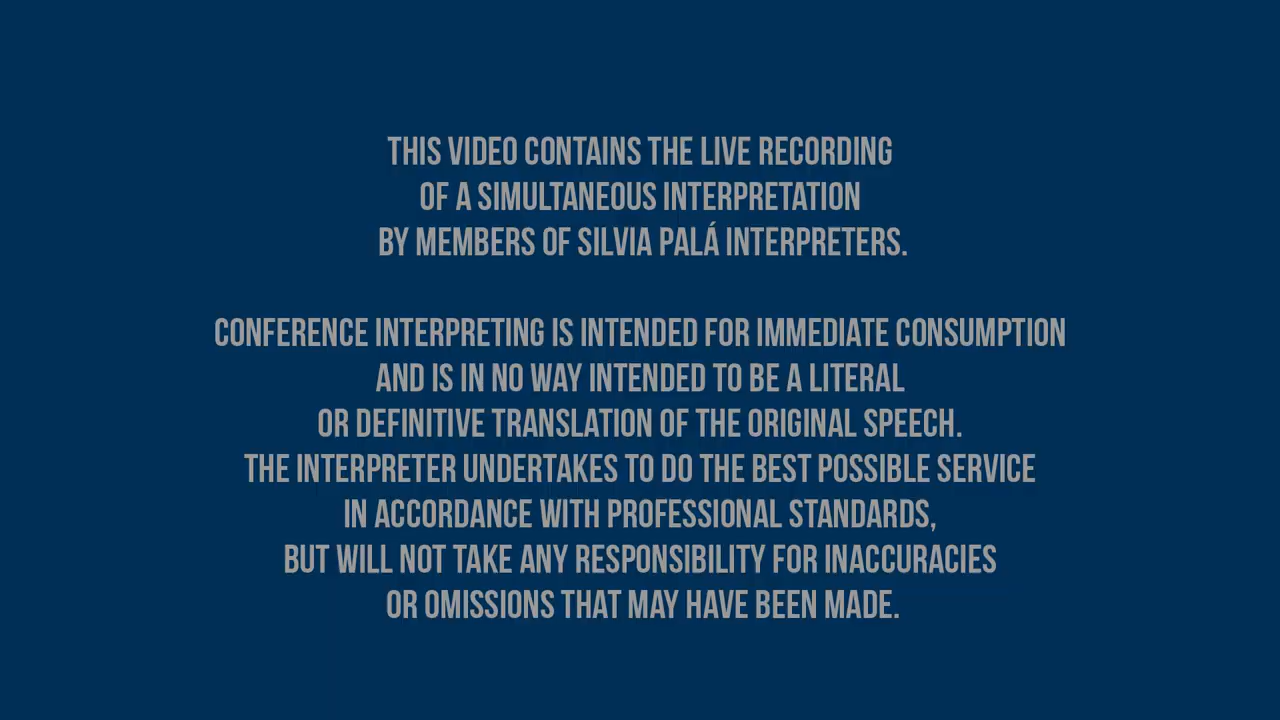 THIS VIDEO CONTAINS THE LIVE RECORDING
OF A SIMULTANEOUS INTERPRETATION
BY MEMBERS OF SILVIA PALÁ INTERPRETERS.
CONFERENCE INTERPRETING IS INTENDED FOR IMMEDIATE CONSUMPTION
AND IS IN NO WAY INTENDED TO BE A LITERAL
OR DEFINITIVE TRANSLATION OF THE ORIGINAL SPEECH.
THE INTERPRETER UNDERTAKES TO DO THE BEST POSSIBLE SERVICE
IN ACCORDANCE WITH PROFESSIONAL STANDARDS,
BUT WILL NOT TAKE ANY RESPONSIBILITY FOR INACCURACIES
OR OMISSIONS THAT MAY HAVE BEEN MADE.